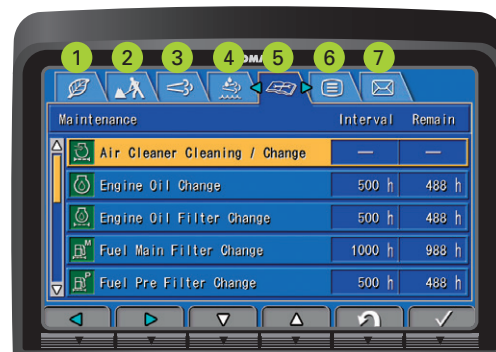 1 2 3 4 5 6 7
Maintenance Interval Remain
Air Cleaner Cleaning / Change — —
Engine Oil Change 500 h 488 h
Engine Oil Filter Change 500 h 488 h
M Fuel Main Filter Change 1000 h 988 h
P Fuel Pre Filter Change 500 h 488 h